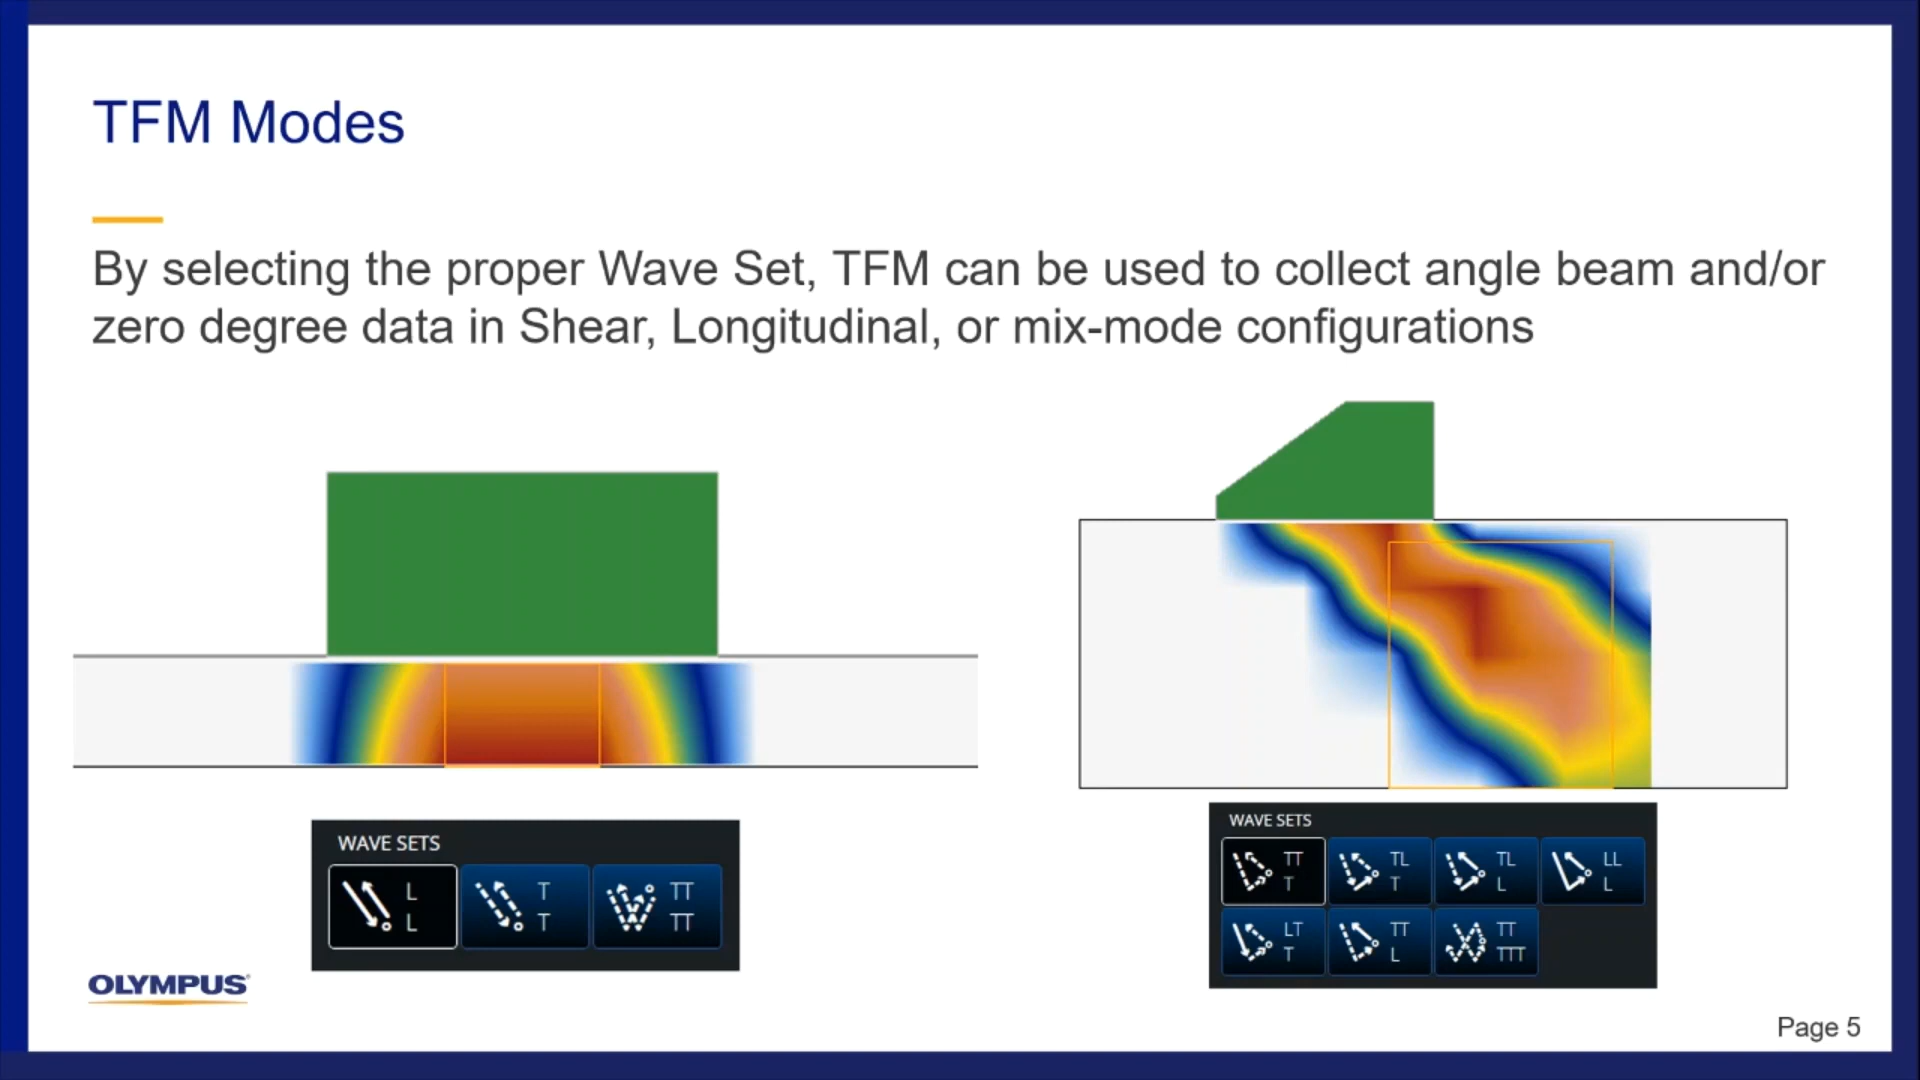 TFM Modes
By selecting the proper Wave Set, TFM can be used to collect angle beam and/or
zero degree data in Shear, Longitudinal, or mix-mode configurations
WAVE SETS
L
L
T
T
TT
TT
WAVE SETS
TT
T
TL
T
TL
L
LL
L
LT
T
TT
L
TT
TTT
OLYMPUS
Page 5